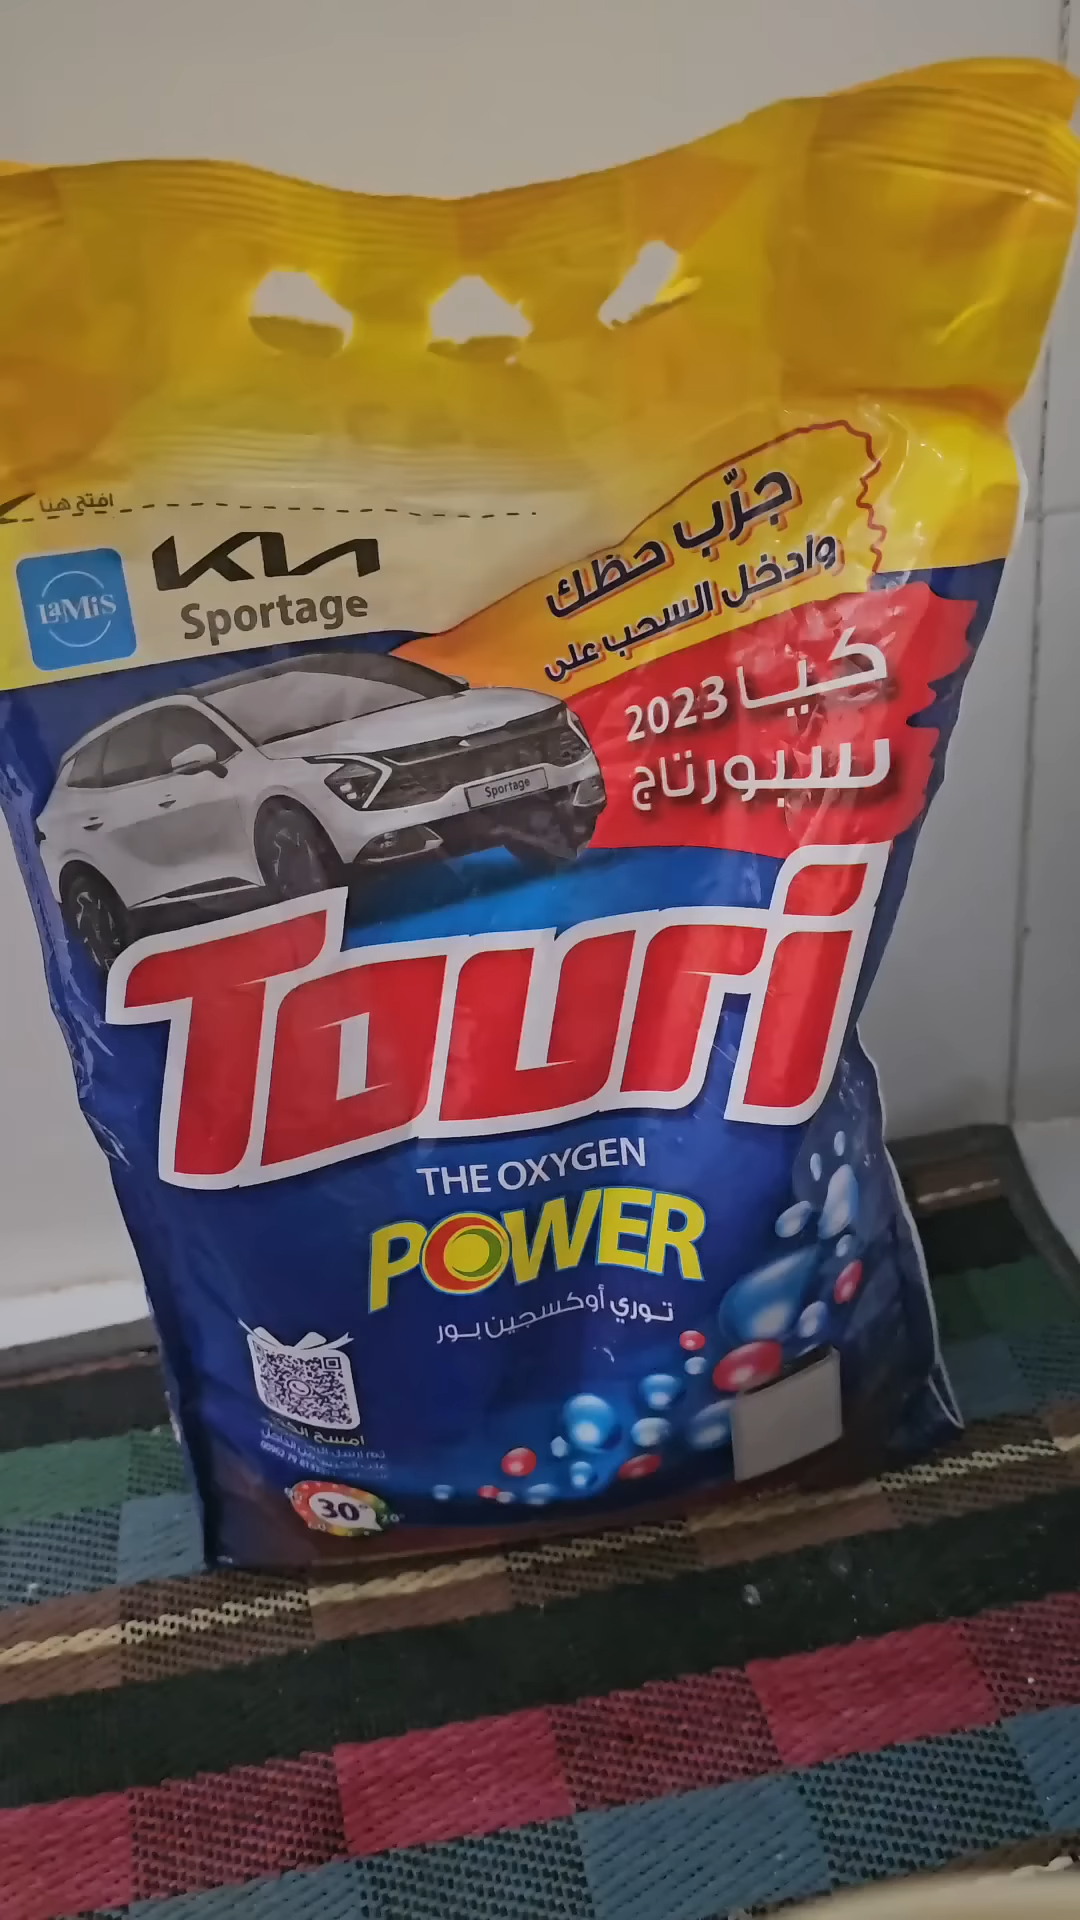 افتح هنا
LaMiS
KIA
Sportage
جرّب حظك
وادخل السحب على
كيا 2023
سبورتاج
Sportage
Touri
THE OXYGEN
POWER
توري أوكسجين بور
امسح
30°